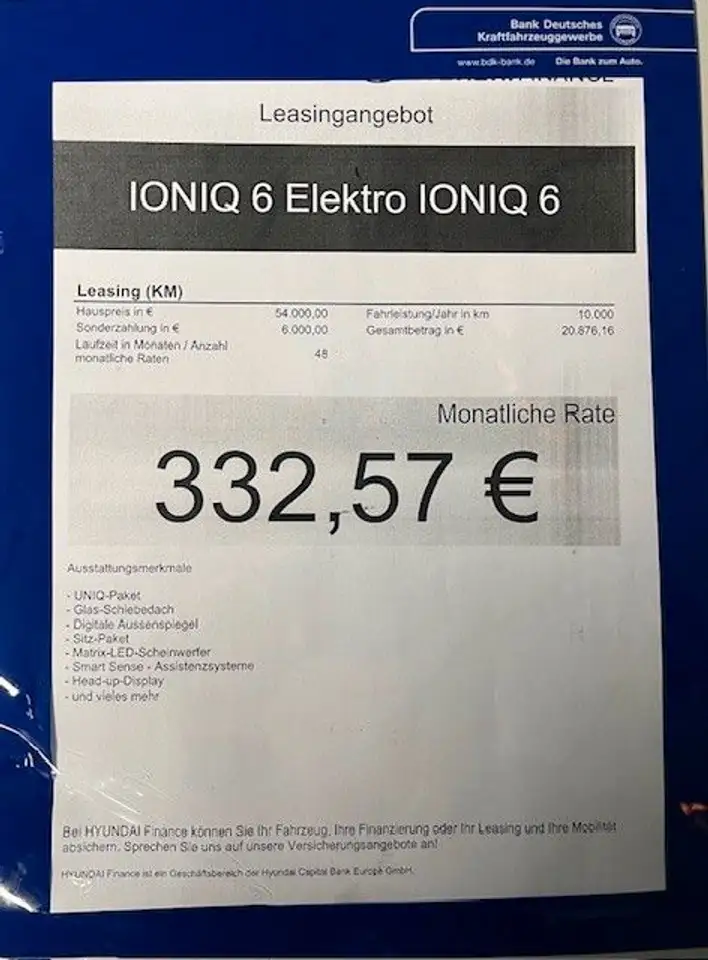 Bank Deutsches
Kraftfahrzeuggewerbe
www.bdk-bank.de Die Bank zum Auto.
Leasingangebot
IONIQ 6 Elektro IONIQ 6
Leasing (KM)
Hauspreis in € 54.000,00 Fahrleistung/Jahr in km 10.000
Sonderzahlung in € 6.000,00 Gesamtbetrag in € 20.876,16
Laufzeit in Monaten / Anzahl
monatliche Raten 48
Monatliche Rate
332,57 €
Ausstattungsmerkmale
- UNIQ-Paket
- Glas-Schiebedach
- Digitale Aussenspiegel
- Sitz-Paket
- Matrix-LED-Scheinwerfer
- Smart Sense - Assistenzsysteme
- Head-up-Display
- und vieles mehr
Bei HYUNDAI Finance können Sie Ihr Fahrzeug, Ihre Finanzierung oder Ihr Leasing und Ihre Mobilität
absichern. Sprechen Sie uns auf unsere Versicherungsangebote an!
HYUNDAI Finance ist ein Geschäftsbereich der Hyundai Capital Bank Europe GmbH.